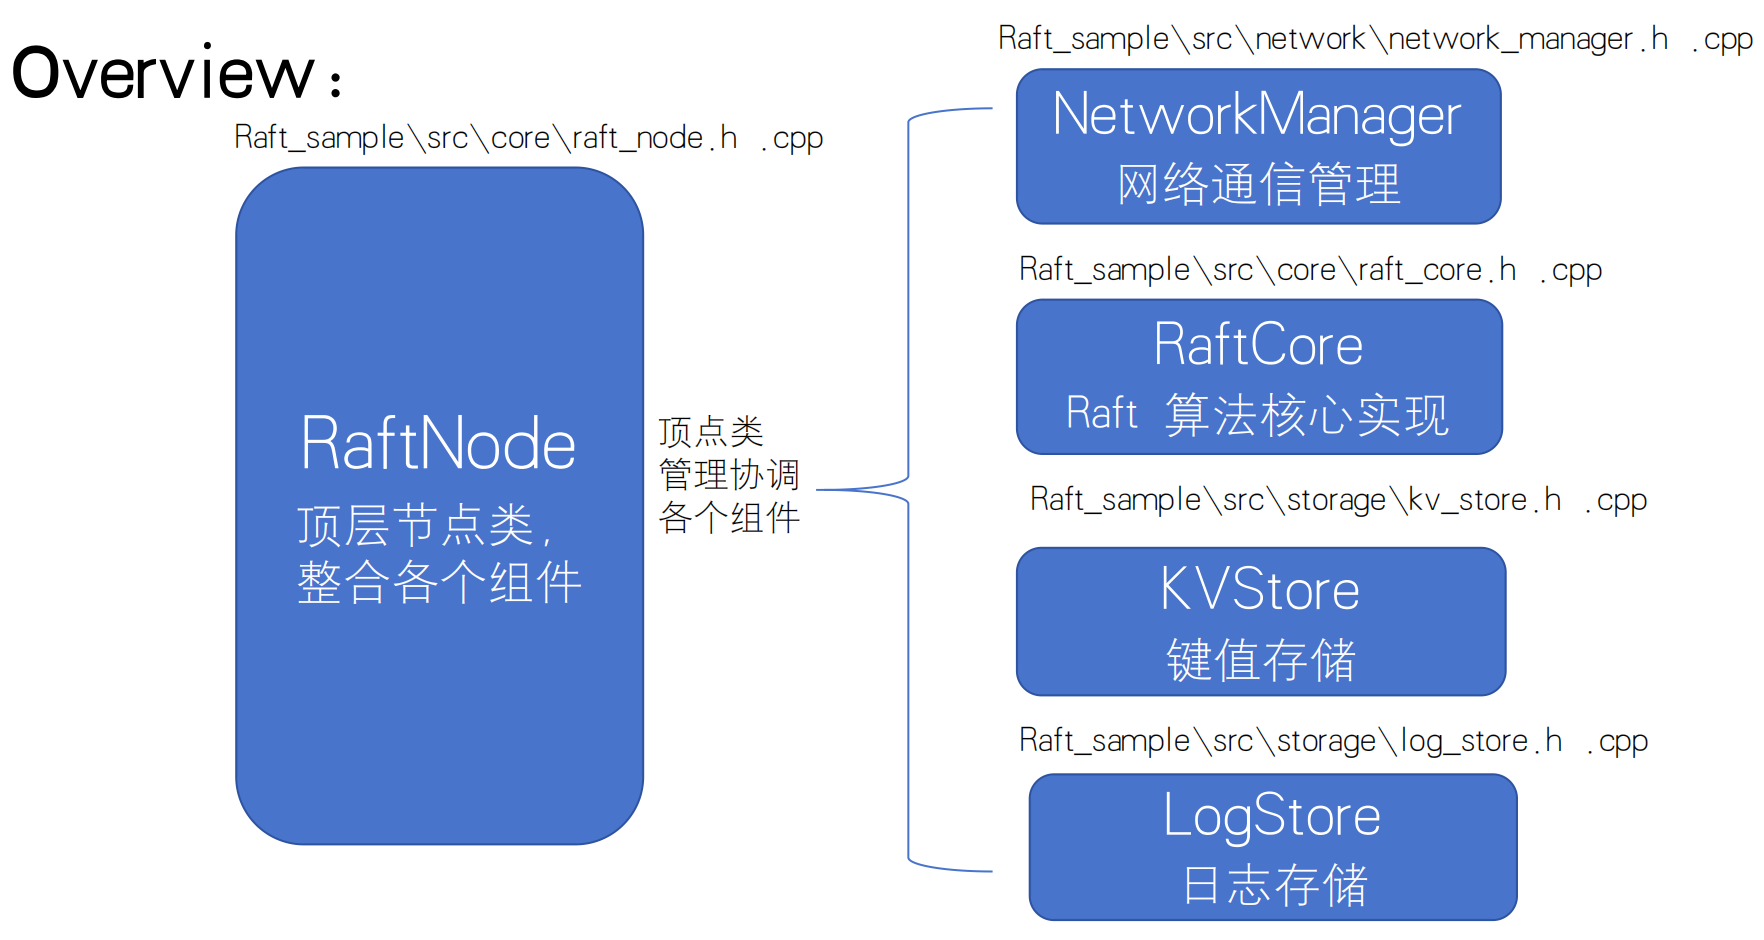 Overview:
Raft_sample\src\core\raft_node.h .cpp
RaftNode
顶层节点类,
整合各个组件
顶点类
管理协调
各个组件
Raft_sample\src\network\network_manager.h .cpp
NetworkManager
网络通信管理
Raft_sample\src\core\raft_core.h .cpp
RaftCore
Raft 算法核心实现
Raft_sample\src\storage\kv_store.h .cpp
KVStore
键值存储
Raft_sample\src\storage\log_store.h .cpp
LogStore
日志存储